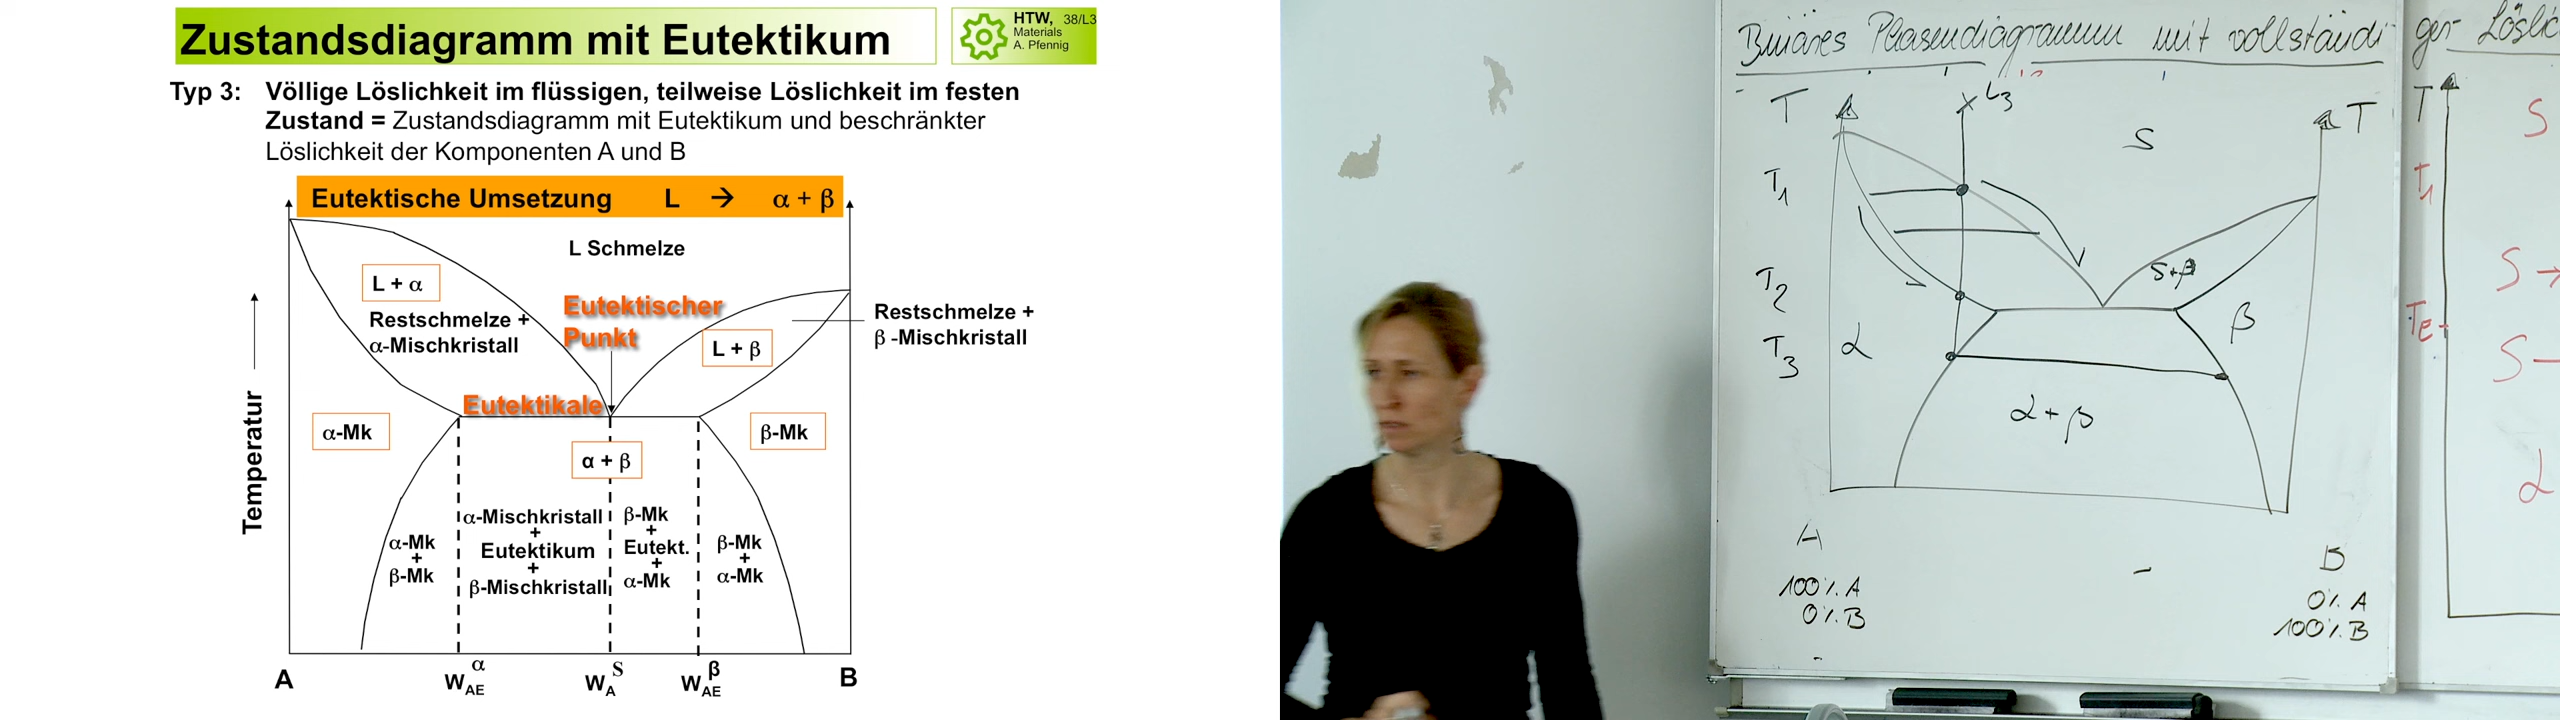 Zustandsdiagramm mit Eutektikum
HTW, 38/L3
Materials
A. Pfennig
Typ 3: Völlige Löslichkeit im flüssigen, teilweise Löslichkeit im festen
Zustand = Zustandsdiagramm mit Eutektikum und beschränkter
Löslichkeit der Komponenten A und B
Eutektische Umsetzung L → α + β
L Schmelze
L + α
Restschmelze +
α-Mischkristall
Eutektischer
Punkt
L + β
Restschmelze +
β -Mischkristall
Eutektikale
Temperatur
α-Mk
β-Mk
α + β
α-Mischkristall
+
Eutektikum
+
β-Mischkristall
β-Mk
+
Eutekt.
+
α-Mk
α-Mk
+
β-Mk
β-Mk
+
α-Mk
A
W AE α
W A S
W AE β
B
Binäres Phasendiagramm mit vollständiger Löslic
T
L3
S
T
T1
S+β
T2
β
T3
α
α+β
A
B
100% A
0% B
0% A
100% B
T
S
T1
S →
TE
S
α